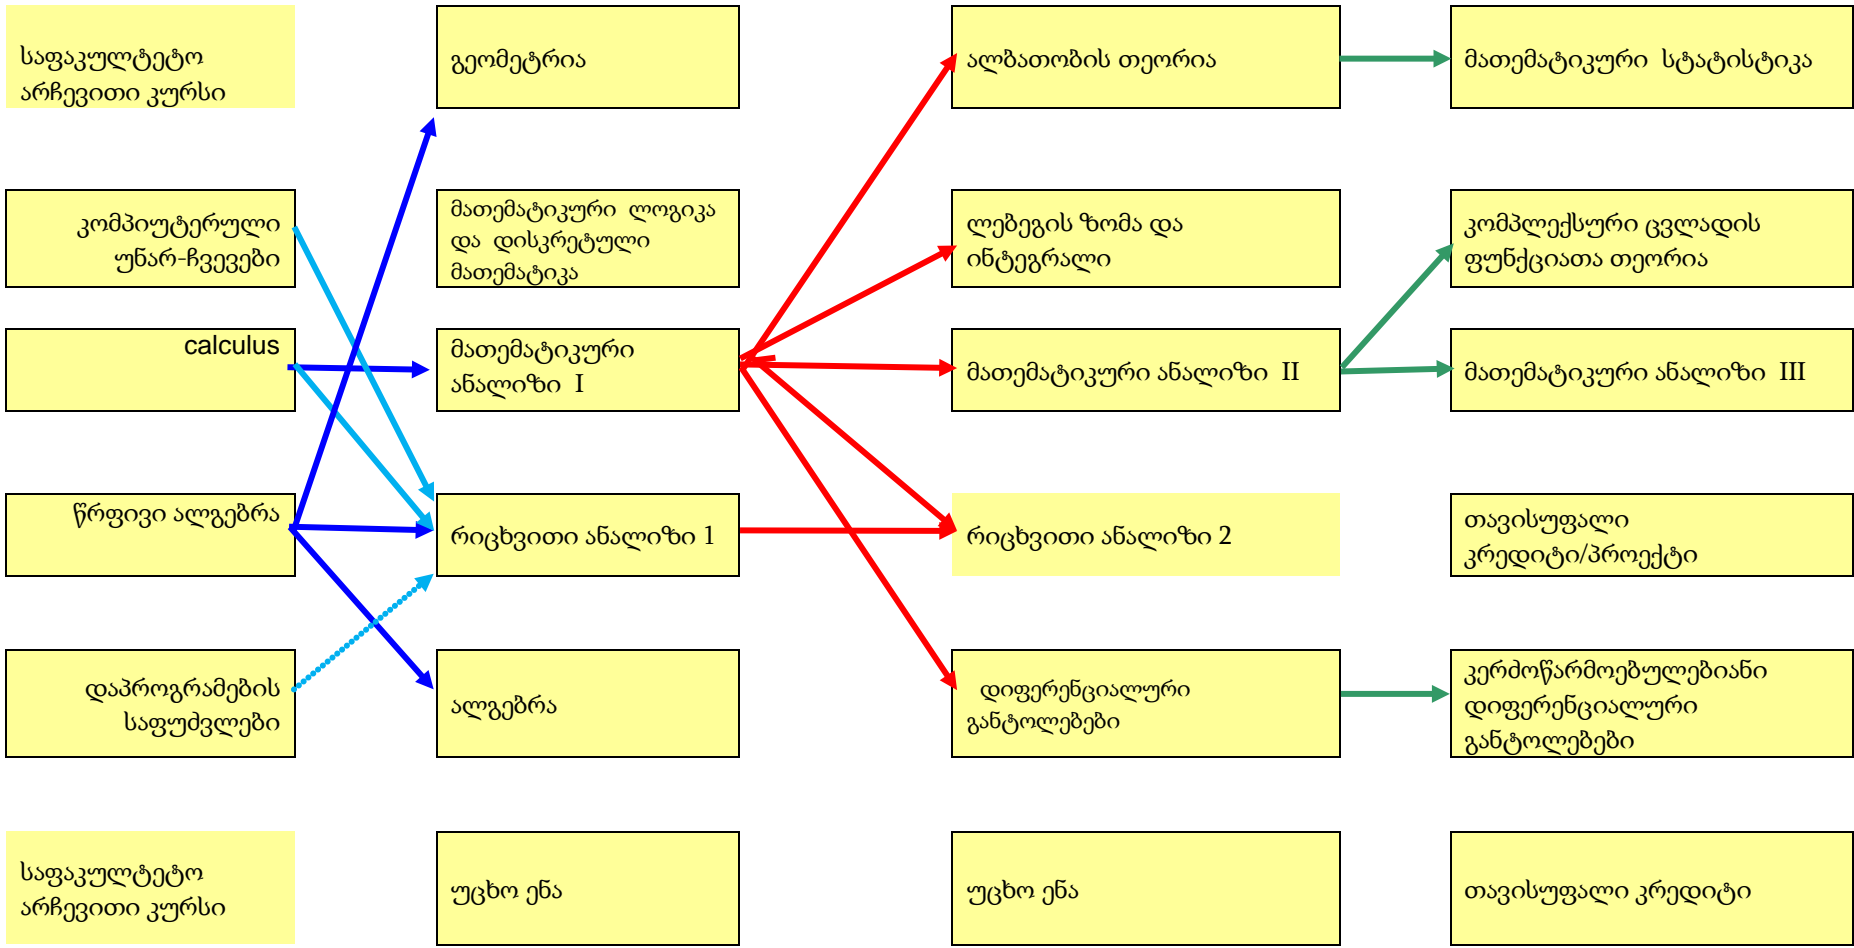 საფაკულტეტო
არჩევითი კურსი
კომპიუტერული
უნარ-ჩვევები
calculus
წრფივი ალგებრა
დაპროგრამების
საფუძვლები
საფაკულტეტო
არჩევითი კურსი
გეომეტრია
მათემატიკური ლოგიკა
და დისკრეტული
მათემატიკა
მათემატიკური
ანალიზი I
რიცხვითი ანალიზი 1
ალგებრა
უცხო ენა
ალბათობის თეორია
ლებეგის ზომა და
ინტეგრალი
მათემატიკური ანალიზი II
რიცხვითი ანალიზი 2
დიფერენციალური
განტოლებები
უცხო ენა
მათემატიკური სტატისტიკა
კომპლექსური ცვლადის
ფუნქციათა თეორია
მათემატიკური ანალიზი III
თავისუფალი
კრედიტი/პროექტი
კერძოწარმოებულებიანი
დიფერენციალური
განტოლებები
თავისუფალი კრედიტი